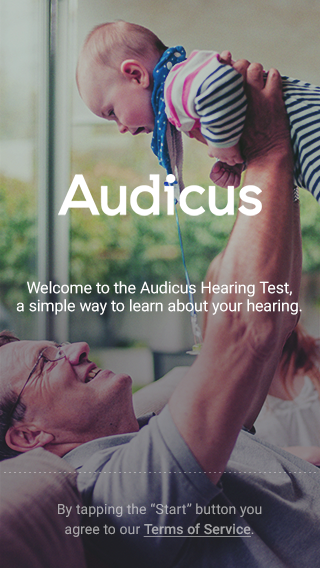 Audicus
Welcome to the Audicus Hearing Test,
a simple way to learn about your hearing.
By tapping the “Start” button you
agree to our Terms of Service.